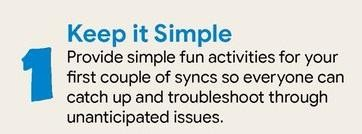 Keep it Simple
1 Provide simple fun activities for your
first couple of syncs so everyone can
catch up and troubleshoot through
unanticipated issues.